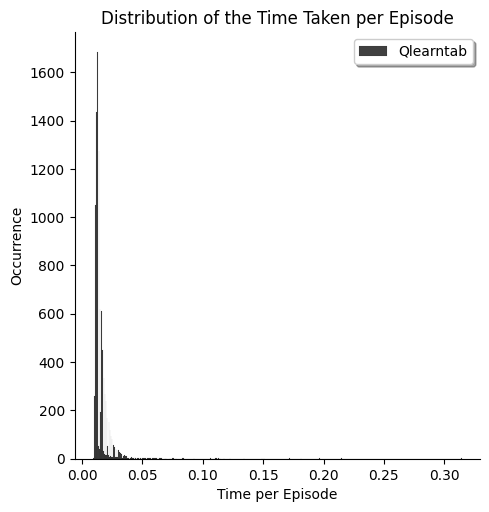 Distribution of the Time Taken per Episode
Qlearntab
1600
1400
1200
1000
800
600
400
200
0
Occurrence
0.00 0.05 0.10 0.15 0.20 0.25 0.30
Time per Episode